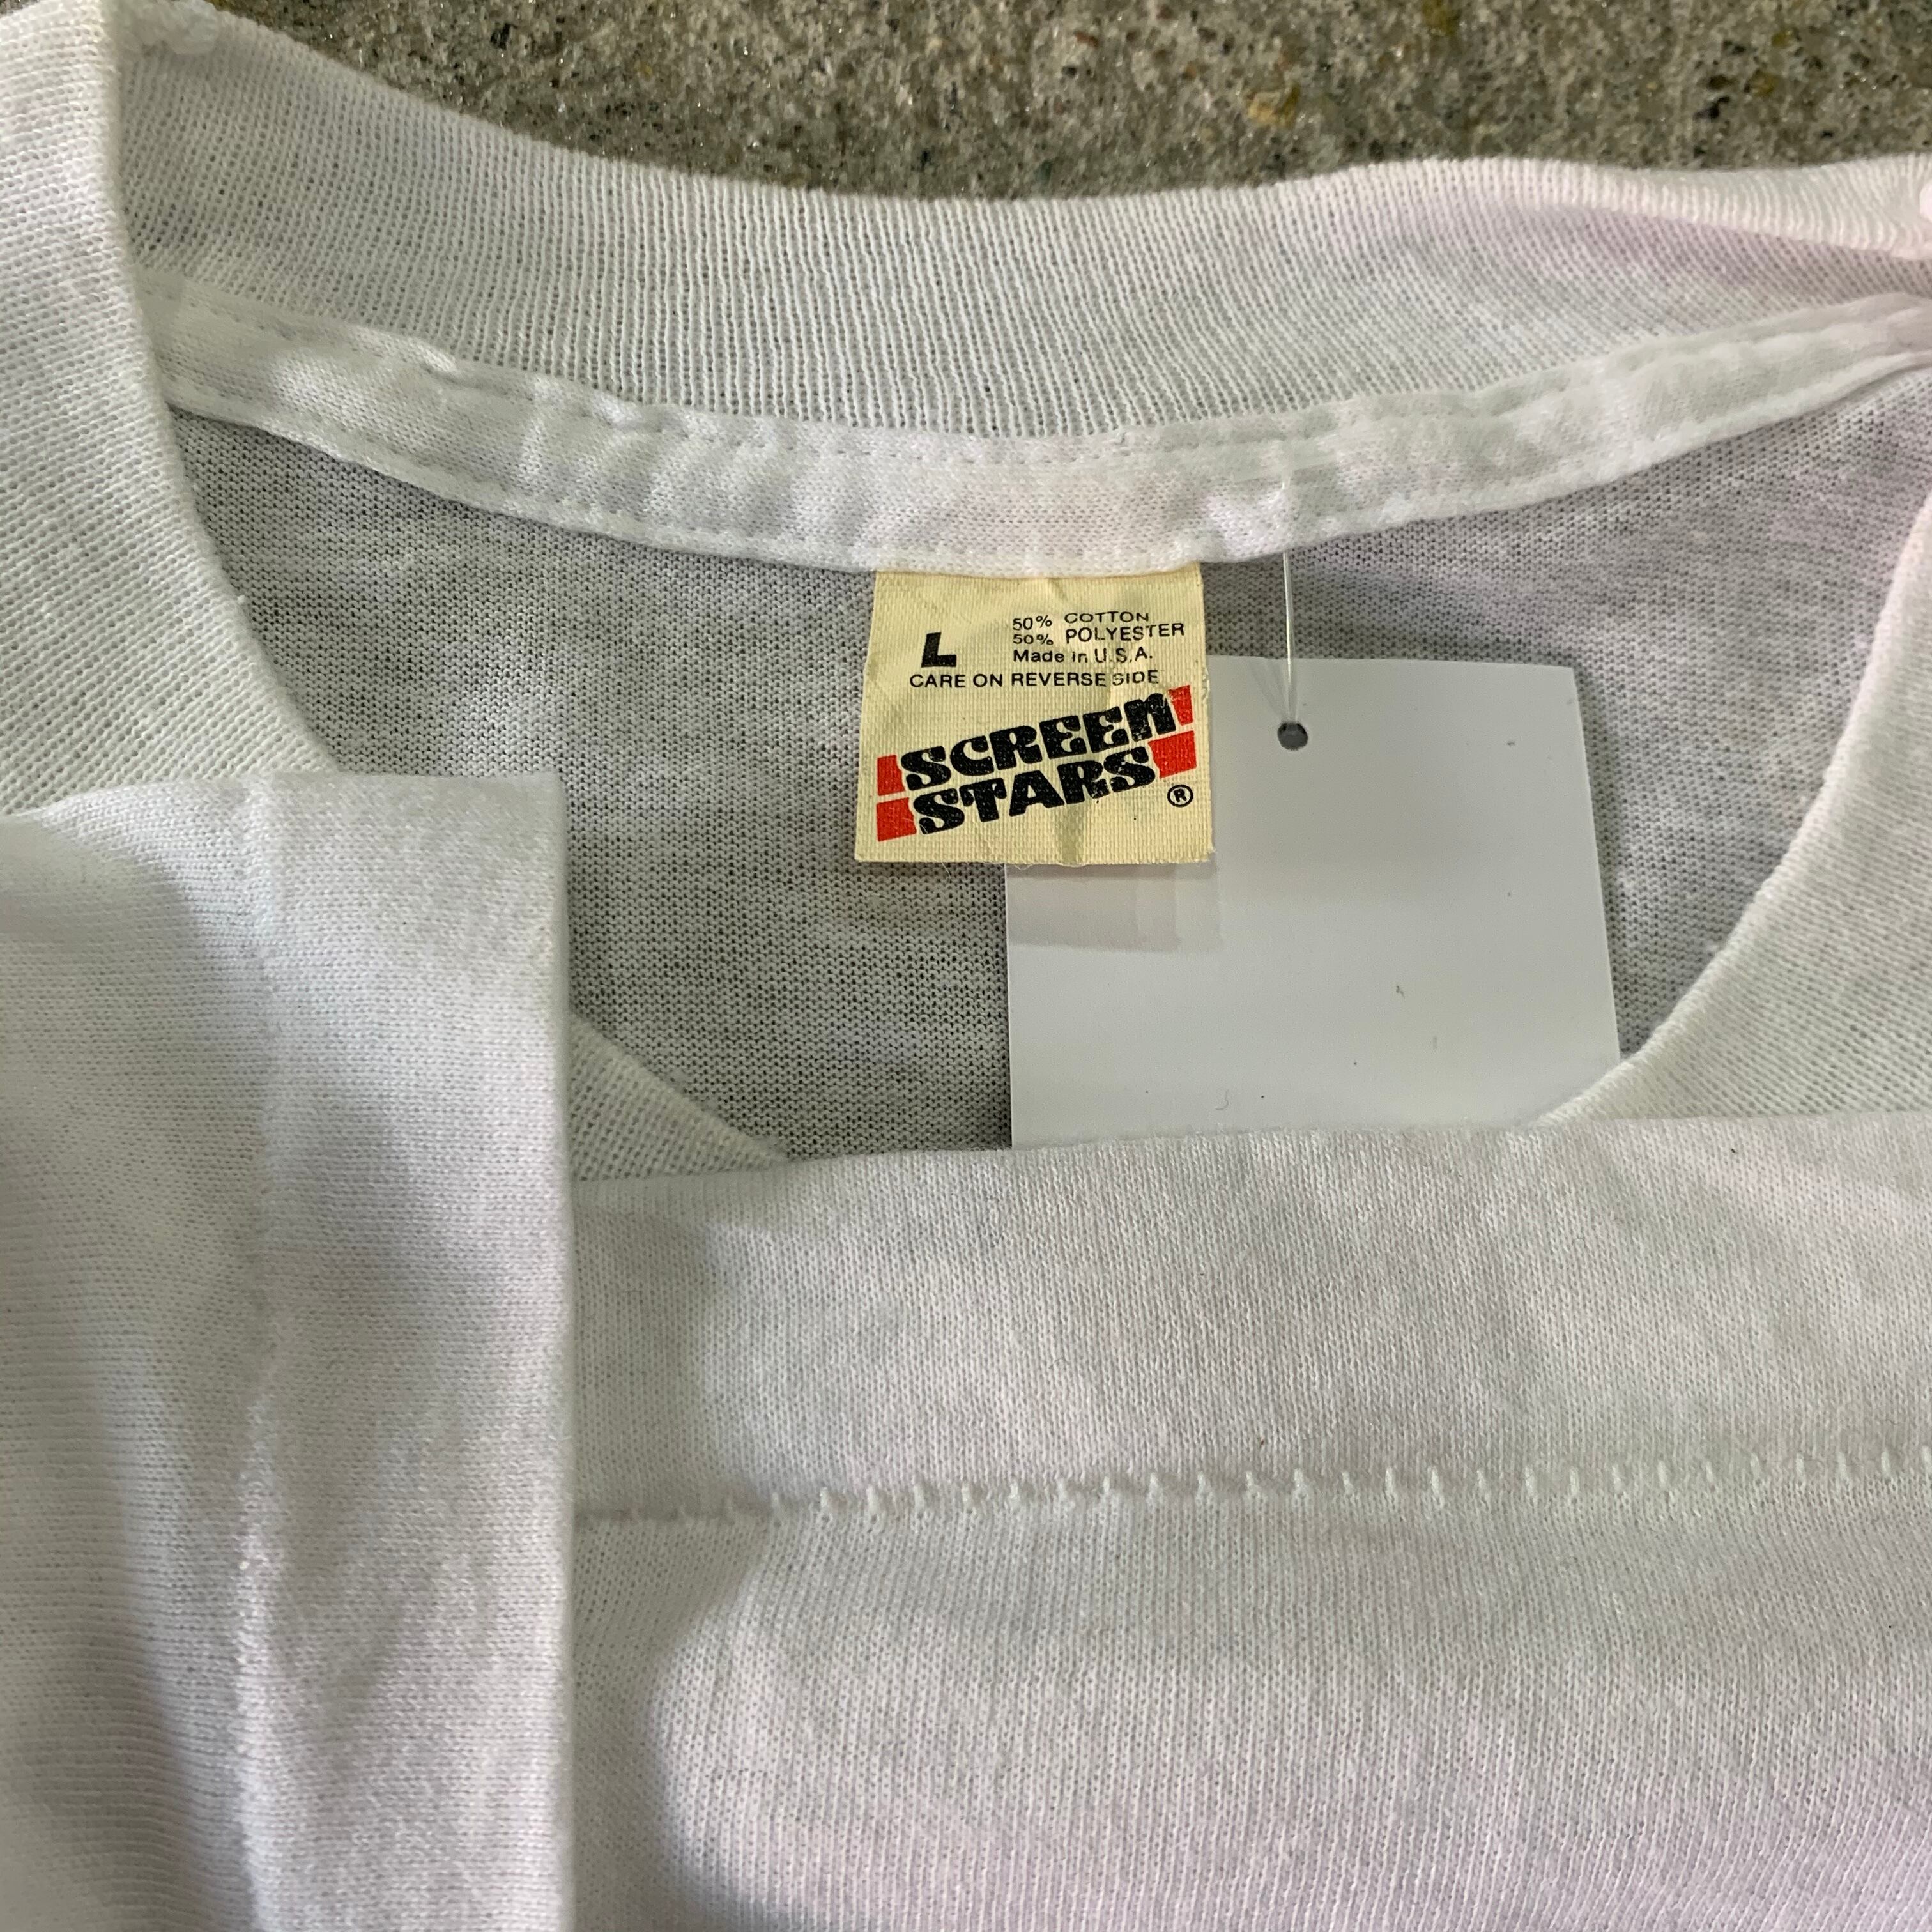 50% COTTON
L 50% POLYESTER
Made in U.S.A.
CARE ON REVERSE SIDE
SCREEN
STARS ®